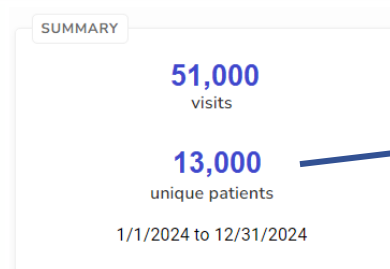 SUMMARY
51,000
visits
13,000
unique patients
1/1/2024 to 12/31/2024